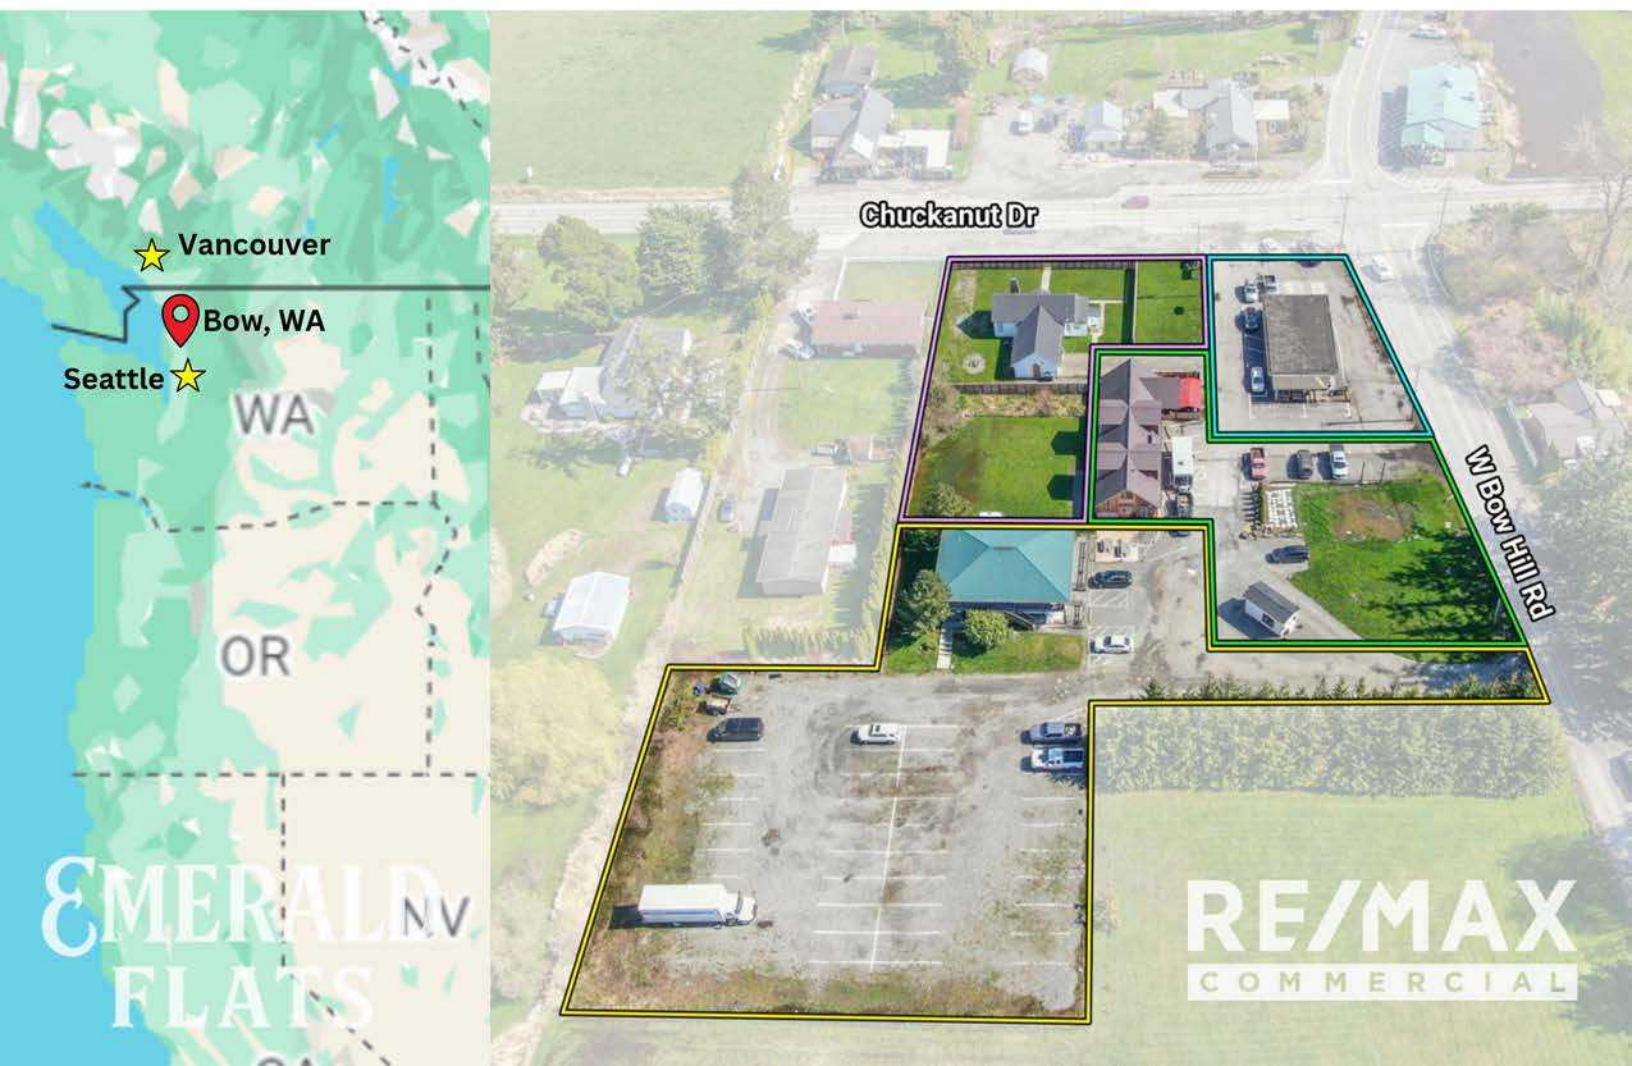 Vancouver
Bow, WA
Seattle
WA
OR
NV
EMERALD
FLATS
Chuckanut Dr
W Bow Hill Rd
RE/MAX
COMMERCIAL